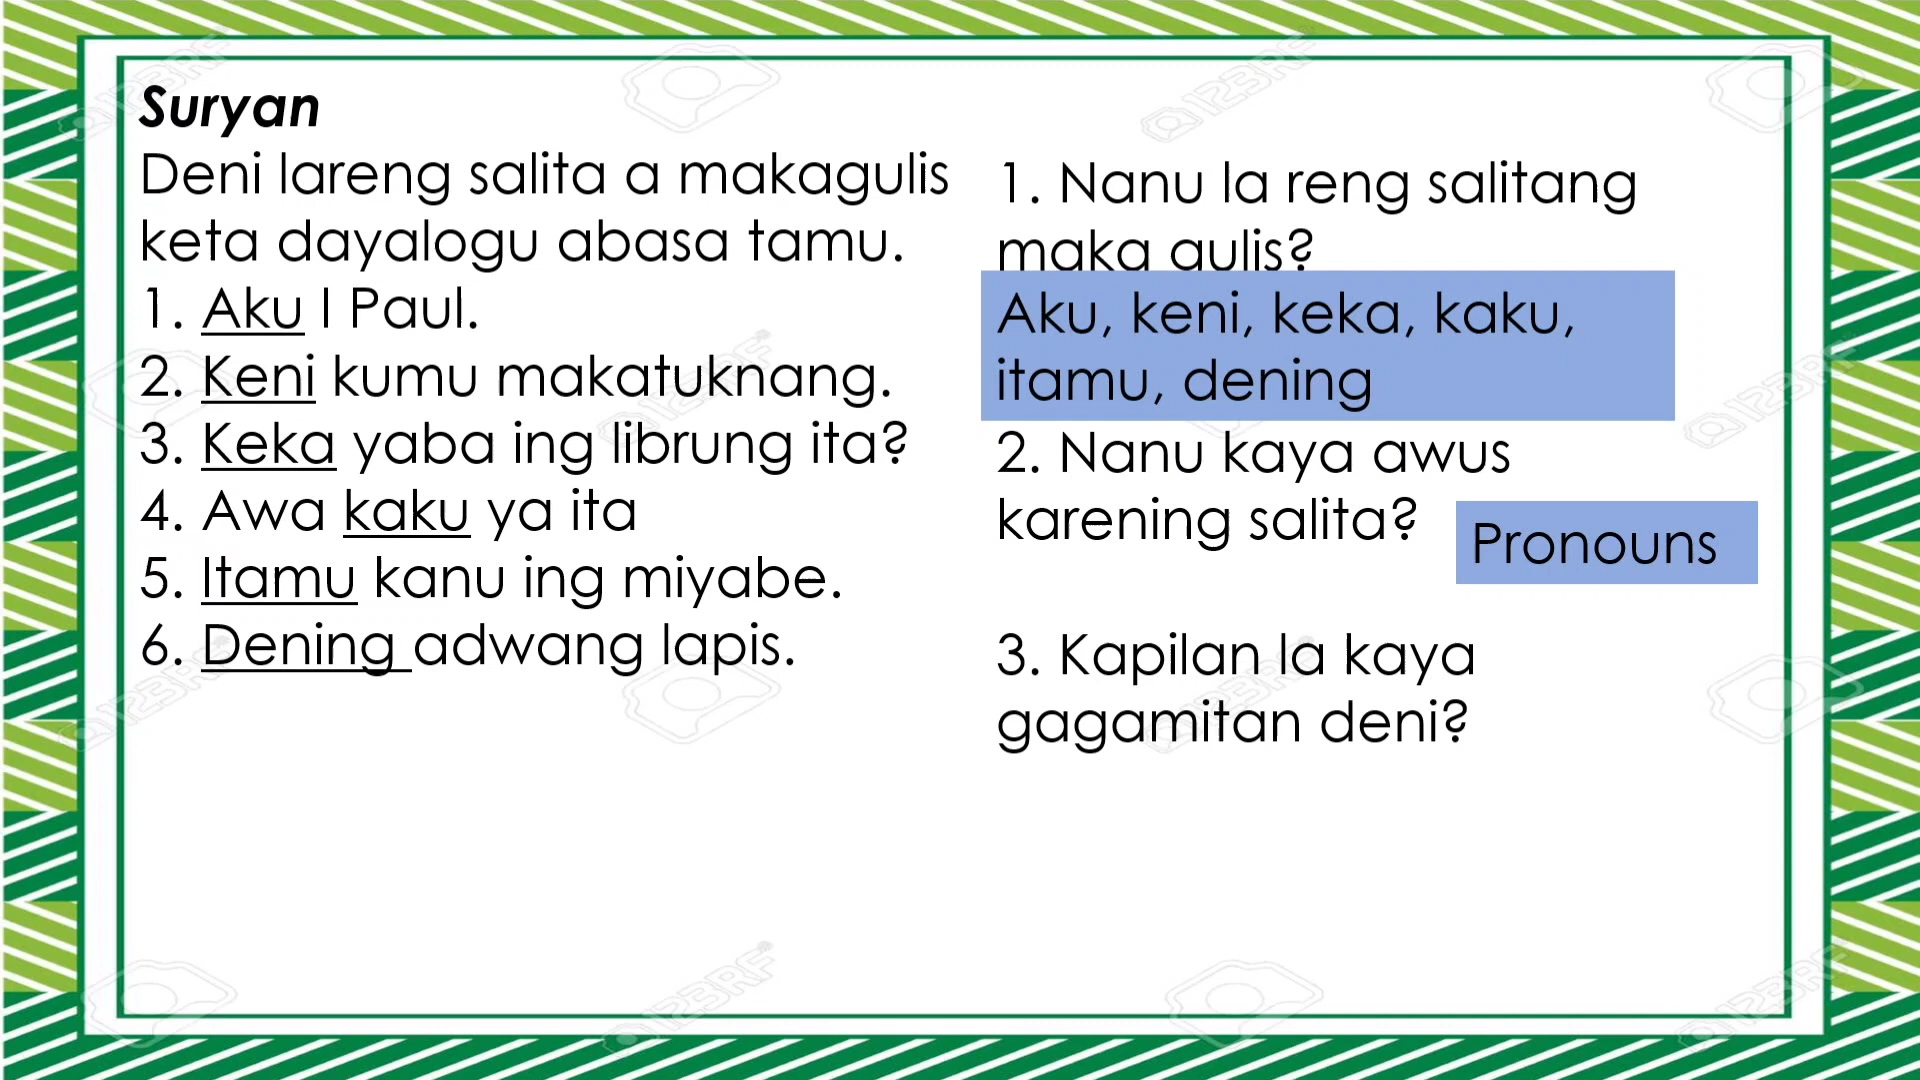 Suryan
Deni lareng salita a makagulis
keta dayalogu abasa tamu.
1. Aku I Paul.
2. Keni kumu makatuknang.
3. Keka yaba ing librung ita?
4. Awa kaku ya ita
5. Itamu kanu ing miyabe.
6. Dening adwang lapis.
1. Nanu la reng salitang
maka gulis?
Aku, keni, keka, kaku,
itamu, dening
2. Nanu kaya awus
karening salita?
Pronouns
3. Kapilan la kaya
gagamitan deni?